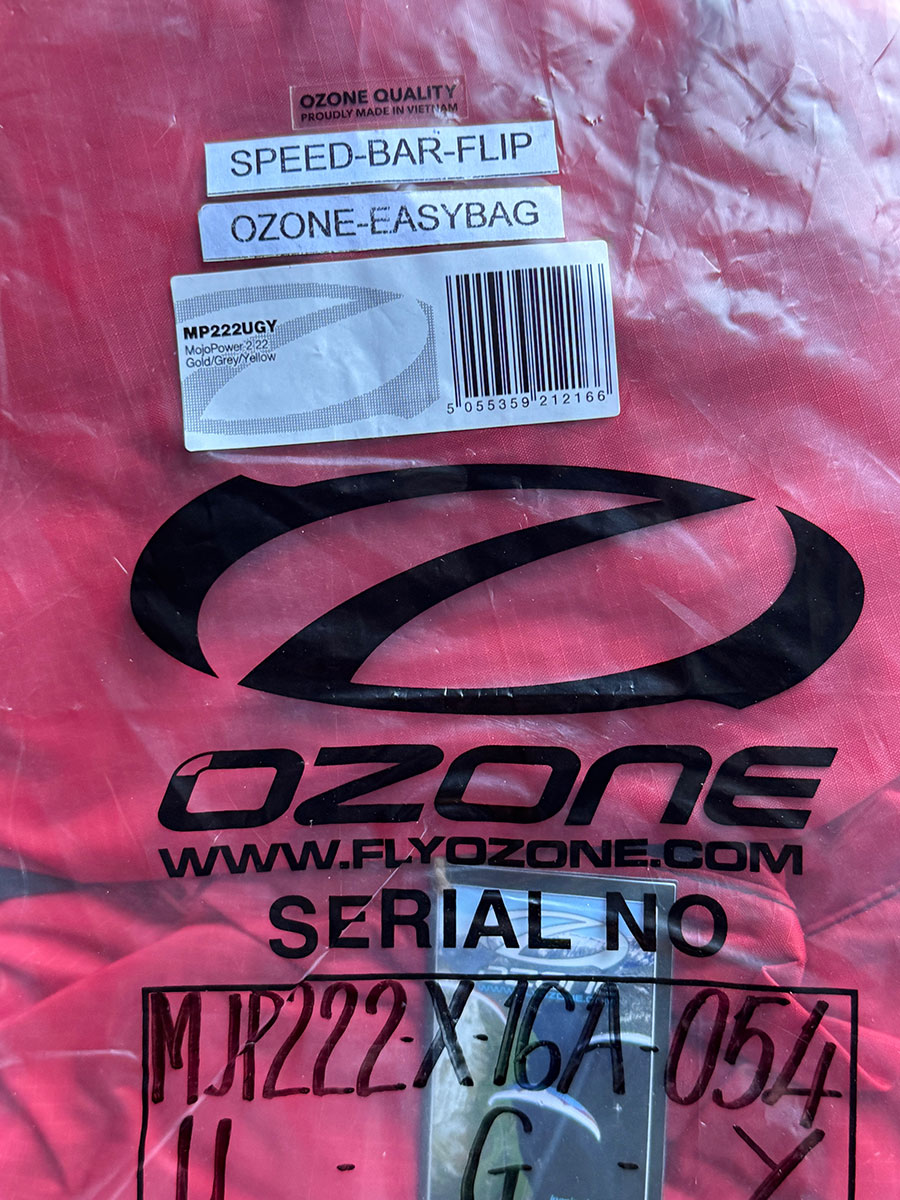 OZONE QUALITY
PROUDLY MADE IN VIETNAM
SPEED-BAR-FLIP
OZONE-EASYBAG
MP222UGY
MojoPower 2 22
Gold/Grey/Yellow
5 055359 212166
OZONE
WWW.FLYOZONE.COM
SERIAL NO
MJP222-X-16A-054
U - G - Y